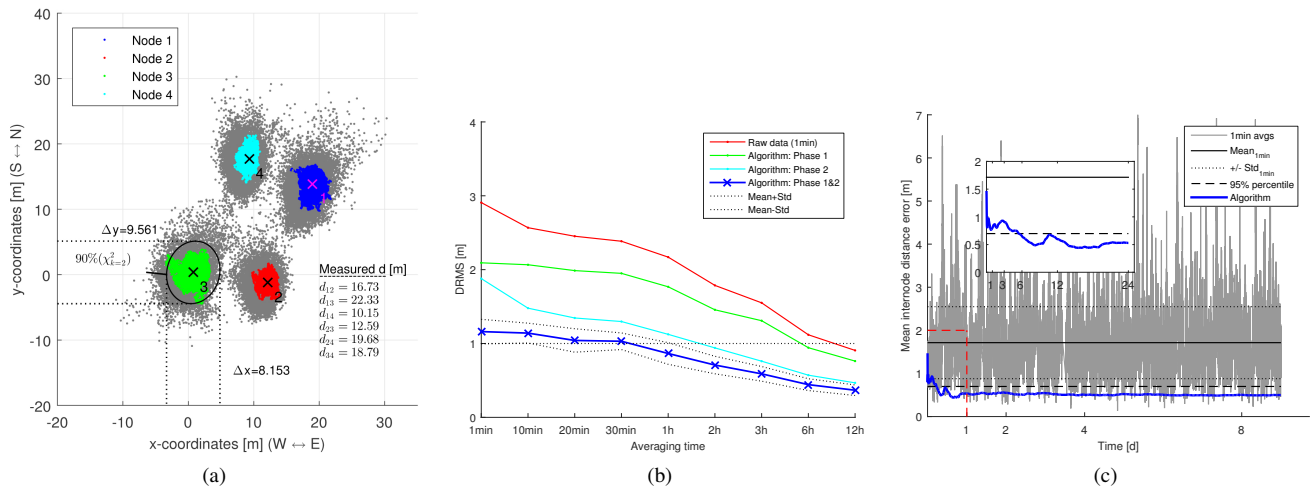 Node 1
Node 2
Node 3
Node 4
40
30
20
10
0
-10
-20
-20
-10
0
10
20
30
y-coordinates [m] (S ↔ N)
x-coordinates [m] (W ↔ E)
4
3
2
Δy=9.561
90%(χ²ₖ₌₂)
Δx=8.153
Measured d [m]
d₁₂ = 16.73
d₁₃ = 22.33
d₁₄ = 10.15
d₂₃ = 12.59
d₂₄ = 19.68
d₃₄ = 18.79
(a)
4
3
2
1
0
DRMS [m]
Raw data (1min)
Algorithm: Phase 1
Algorithm: Phase 2
Algorithm: Phase 1&2
Mean+Std
Mean-Std
1min 10min 20min 30min 1h 2h 3h 6h 12h
Averaging time
(b)
7
6
5
4
3
2
1
0
Mean internode distance error [m]
1min avgs
Mean₁ₘᵢₙ
+/- Std₁ₘᵢₙ
95% percentile
Algorithm
2
1.5
1
0.5
0
1 3 6 12 24
1 2 4 6 8
Time [d]
(c)